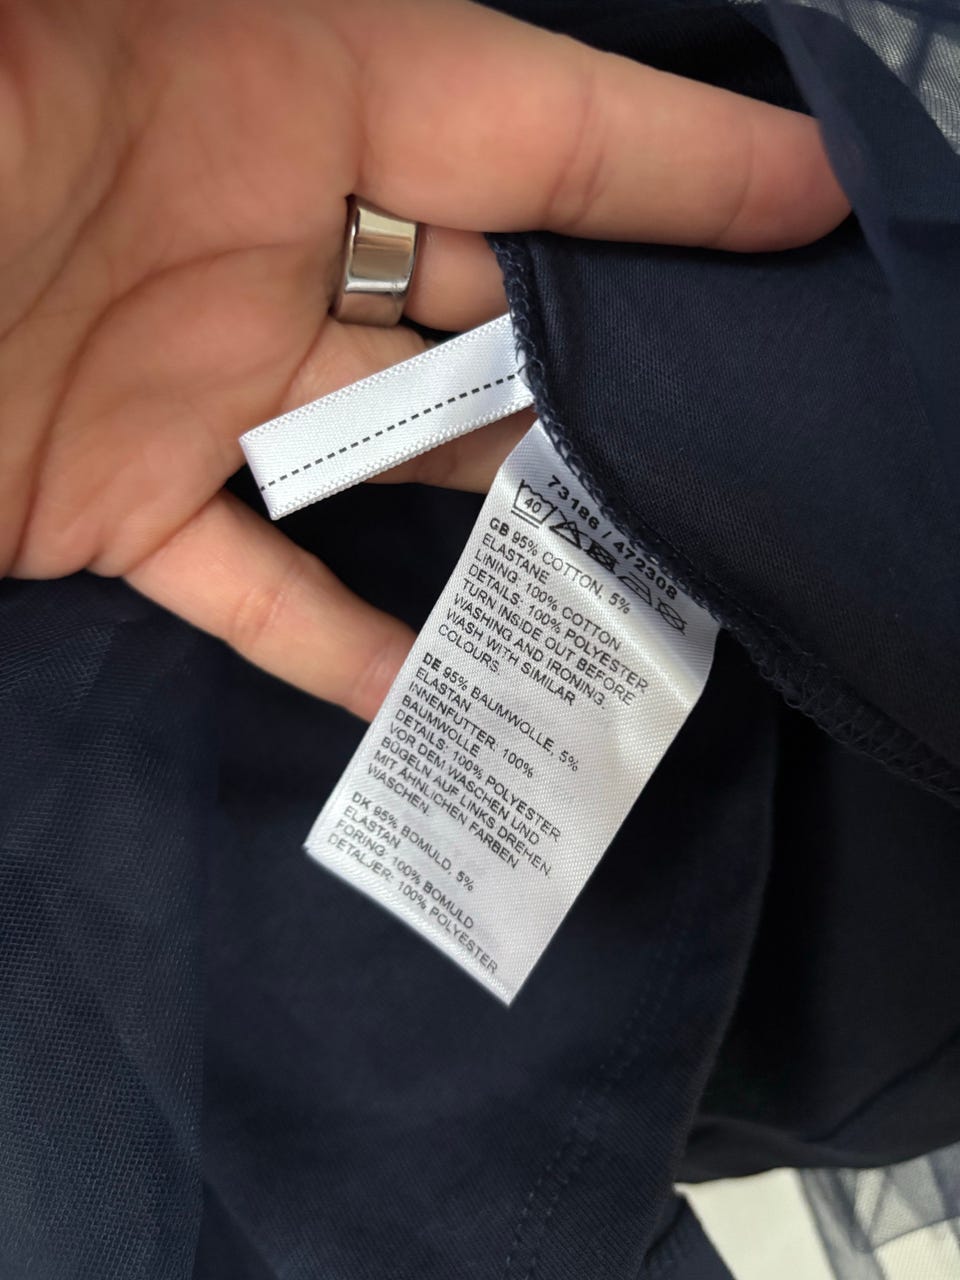 73186 / 472308
40
GB 95% COTTON, 5%
ELASTANE
LINING: 100% COTTON
DETAILS: 100% POLYESTER
TURN INSIDE OUT BEFORE
WASHING AND IRONING.
WASH WITH SIMILAR
COLOURS.
DE 95% BAUMWOLLE, 5%
ELASTAN
INNENFUTTER: 100%
BAUMWOLLE
DETAILS: 100% POLYESTER
VOR DEM WASCHEN UND
BÜGELN AUF LINKS DREHEN.
MIT ÄHNLICHEN FARBEN
WASCHEN.
DK 95% BOMULD, 5%
ELASTAN
FORING: 100% BOMULD
DETALJER: 100% POLYESTER